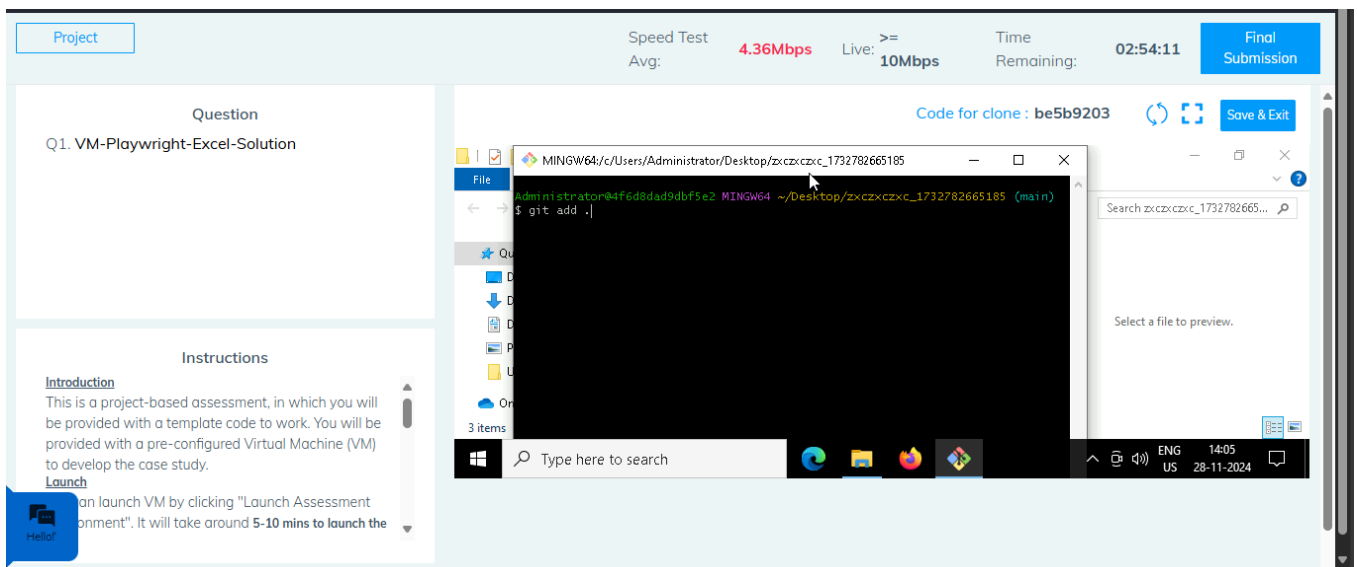 Project
Speed Test
Avg:
4.36Mbps
Live:
>=
10Mbps
Time
Remaining:
02:54:11
Final
Submission
Question
Q1. VM-Playwright-Excel-Solution
Instructions
Introduction
This is a project-based assessment, in which you will
be provided with a template code to work. You will be
provided with a pre-configured Virtual Machine (VM)
to develop the case study.
Launch
an launch VM by clicking "Launch Assessment
onment". It will take around 5-10 mins to launch the
Hello!
Code for clone : be5b9203
Save & Exit
MINGW64:/c/Users/Administrator/Desktop/zxczxczxc_1732782665185
File
Administrator@4f6d8dad9dbf5e2 MINGW64 ~/Desktop/zxczxczxc_1732782665185 (main)
$ git add .
Search zxczxczxc_1732782665...
Qu
D
D
D
P
U
On
3 items
Select a file to preview.
Type here to search
ENG
US
14:05
28-11-2024